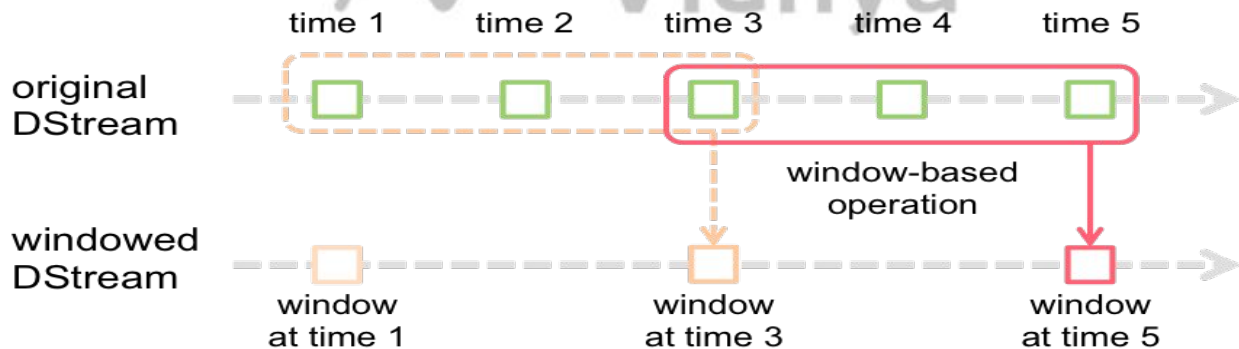 time 1 time 2 time 3 time 4 time 5
original
DStream
window-based
operation
windowed
DStream
window
at time 1
window
at time 3
window
at time 5